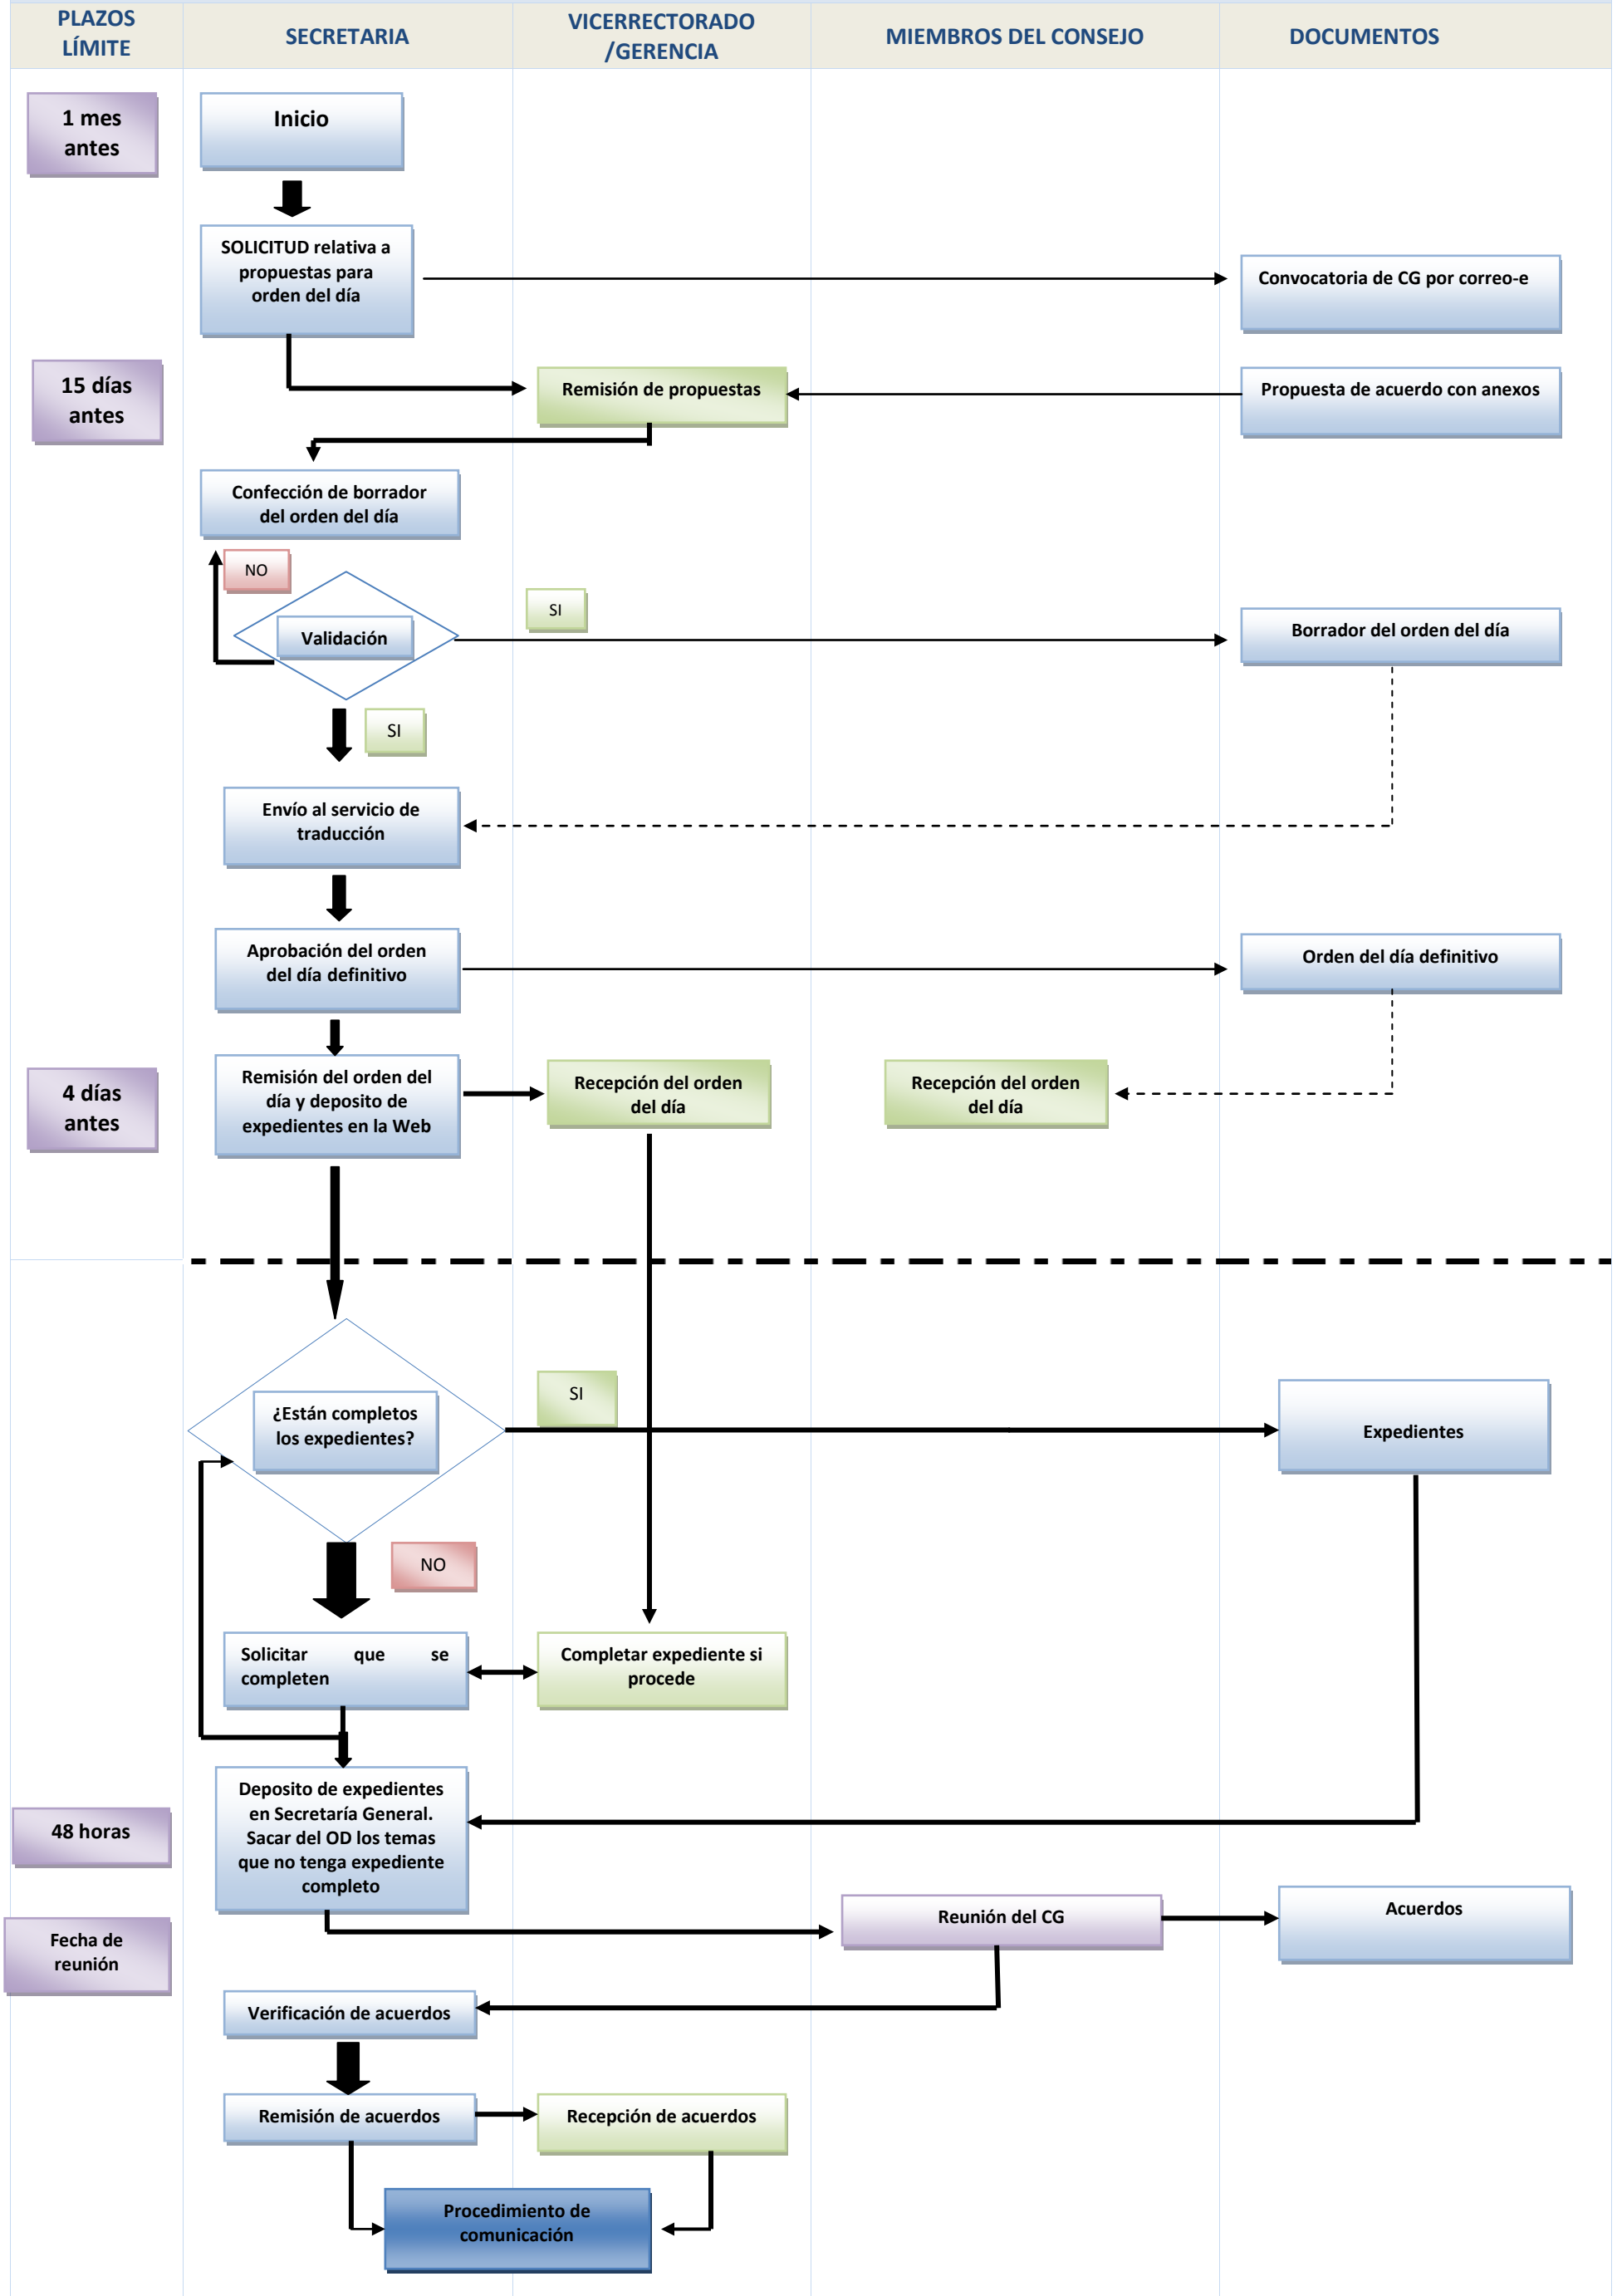 PLAZOS
LÍMITE
SECRETARIA
VICERRECTORADO
/GERENCIA
MIEMBROS DEL CONSEJO
DOCUMENTOS
1 mes
antes
Inicio
SOLICITUD relativa a
propuestas para
orden del día
Convocatoria de CG por correo-e
15 días
antes
Remisión de propuestas
Propuesta de acuerdo con anexos
Confección de borrador
del orden del día
NO
SI
Validación
Borrador del orden del día
SI
Envío al servicio de
traducción
Aprobación del orden
del día definitivo
Orden del día definitivo
4 días
antes
Remisión del orden del
día y deposito de
expedientes en la Web
Recepción del orden
del día
Recepción del orden
del día
¿Están completos
los expedientes?
SI
Expedientes
NO
Solicitar que se
completen
Completar expediente si
procede
48 horas
Deposito de expedientes
en Secretaría General.
Sacar del OD los temas
que no tenga expediente
completo
Fecha de
reunión
Reunión del CG
Acuerdos
Verificación de acuerdos
Remisión de acuerdos
Recepción de acuerdos
Procedimiento de
comunicación